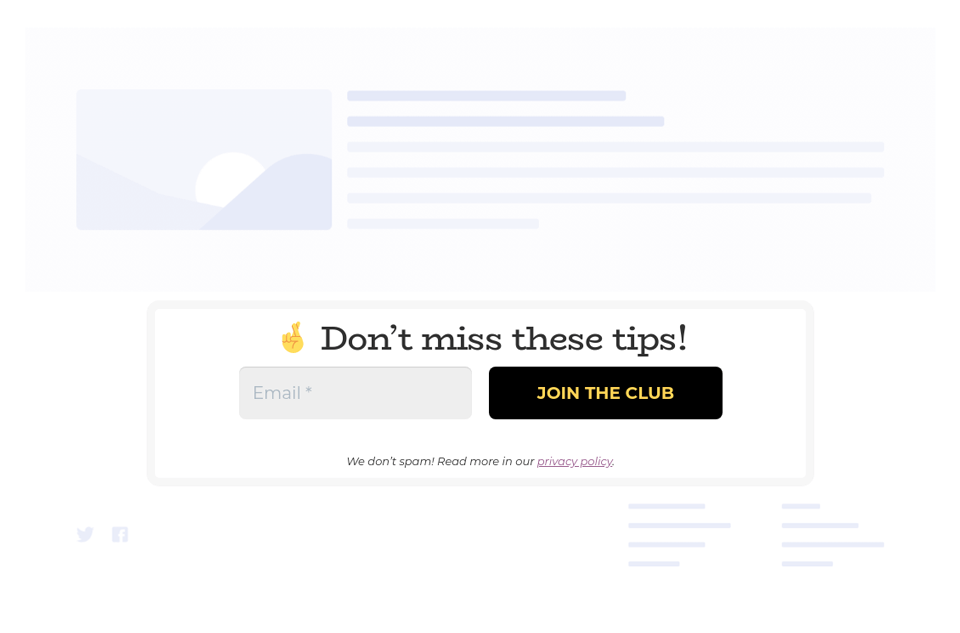 🤞 Don’t miss these tips!
Email *
JOIN THE CLUB
We don’t spam! Read more in our privacy policy.